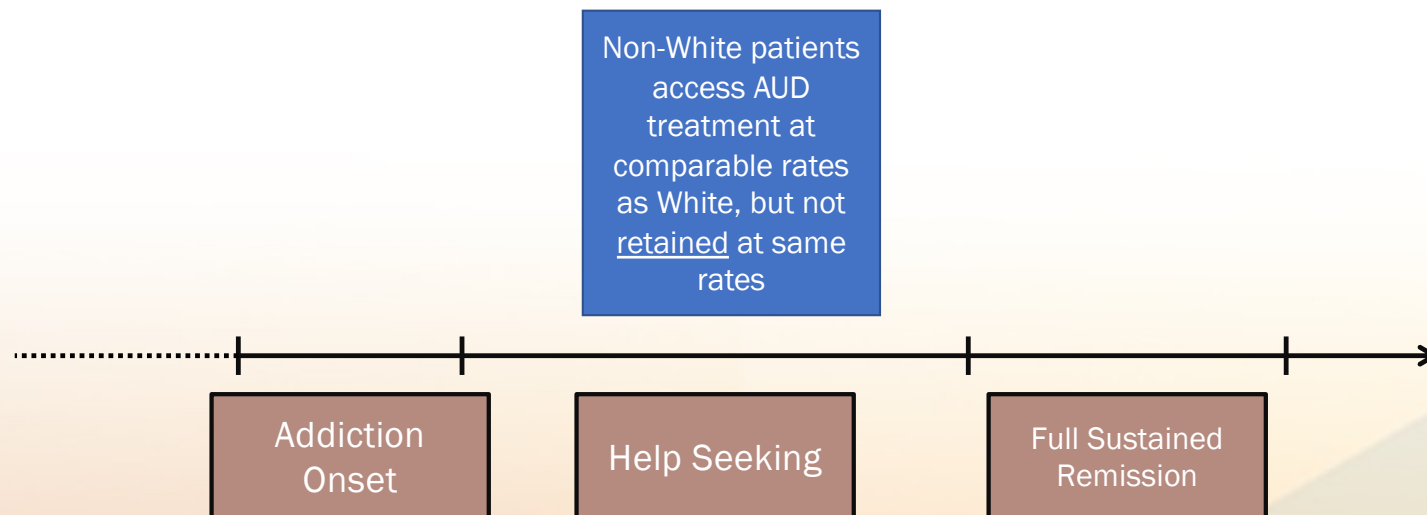 Non-White patients
access AUD
treatment at
comparable rates
as White, but not
retained at same
rates
Addiction
Onset
Help Seeking
Full Sustained
Remission